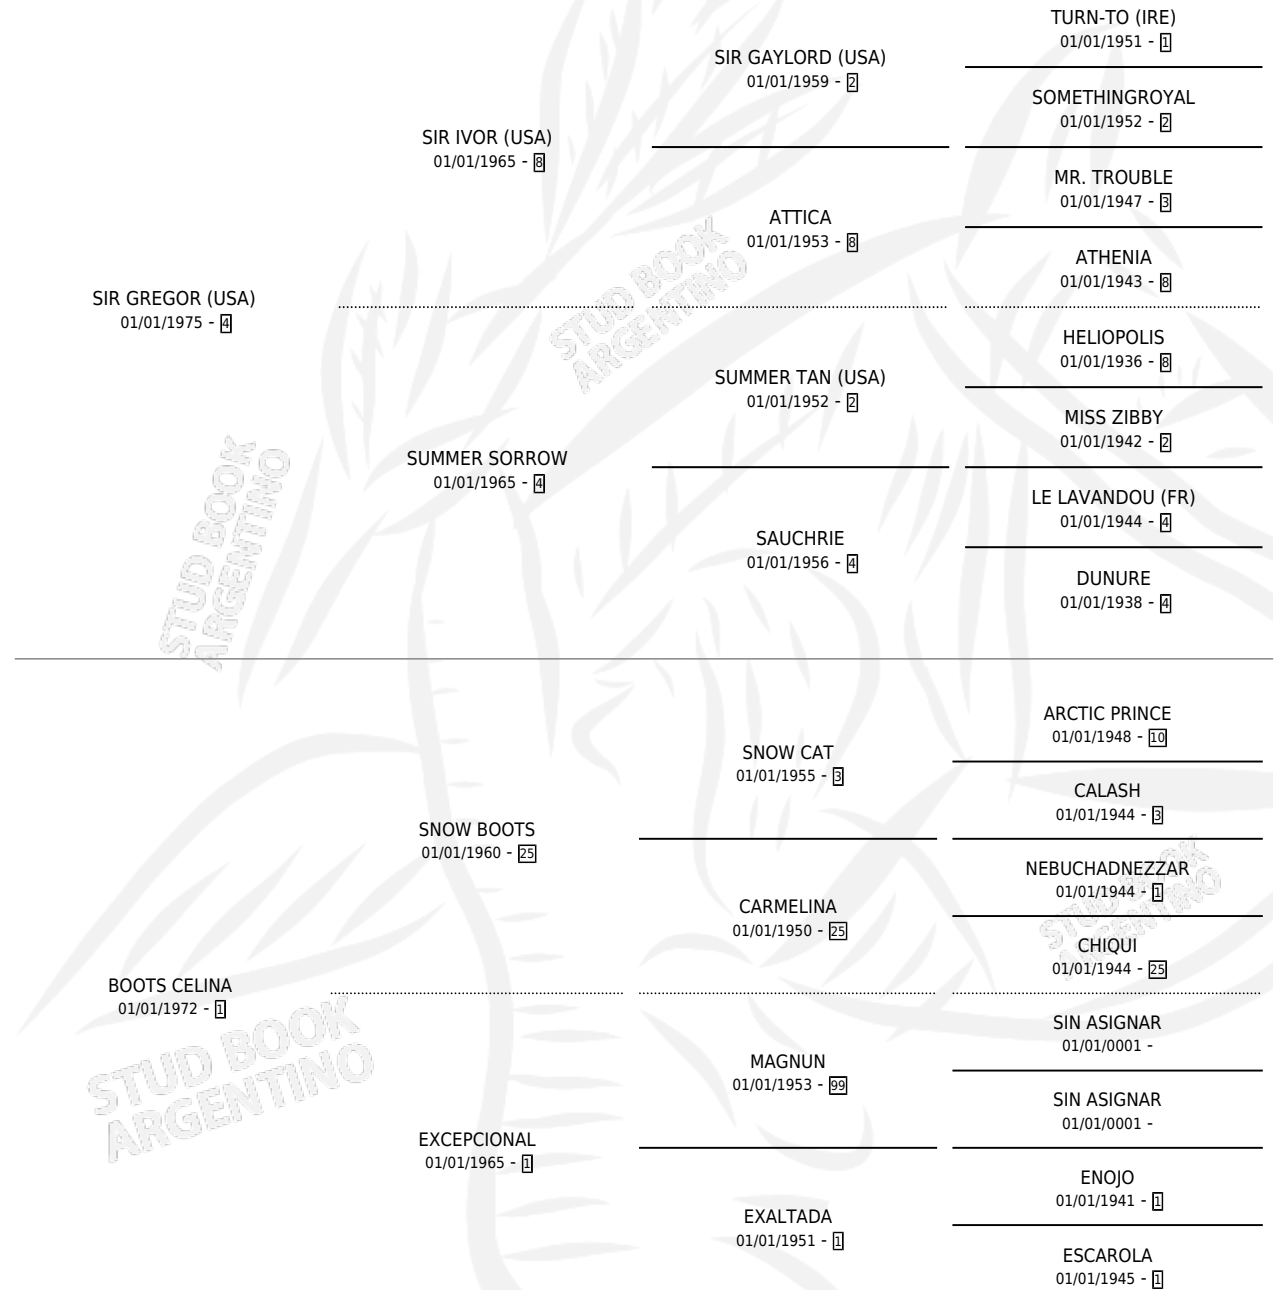 TURN-TO (IRE)
01/01/1951 - 1
SIR GAYLORD (USA)
01/01/1959 - 2
SOMETHINGROYAL
01/01/1952 - 2
SIR IVOR (USA)
01/01/1965 - 8
MR. TROUBLE
01/01/1947 - 3
ATTICA
01/01/1953 - 8
ATHENIA
01/01/1943 - 8
SIR GREGOR (USA)
01/01/1975 - 4
HELIOPOLIS
01/01/1936 - 8
SUMMER TAN (USA)
01/01/1952 - 2
MISS ZIBBY
01/01/1942 - 2
SUMMER SORROW
01/01/1965 - 4
LE LAVANDOU (FR)
01/01/1944 - 4
SAUCHRIE
01/01/1956 - 4
DUNURE
01/01/1938 - 4
ARCTIC PRINCE
01/01/1948 - 10
SNOW CAT
01/01/1955 - 3
CALASH
01/01/1944 - 3
SNOW BOOTS
01/01/1960 - 25
NEBUCHADNEZZAR
01/01/1944 - 1
CARMELINA
01/01/1950 - 25
CHIQUI
01/01/1944 - 25
BOOTS CELINA
01/01/1972 - 1
SIN ASIGNAR
01/01/0001 -
MAGNUN
01/01/1953 - 99
SIN ASIGNAR
01/01/0001 -
EXCEPCIONAL
01/01/1965 - 1
ENOJO
01/01/1941 - 1
EXALTADA
01/01/1951 - 1
ESCAROLA
01/01/1945 - 1
STUD BOOK
ARGENTINO
STUD BOOK
ARGENTINO
STUD BOOK
ARGENTINO
STUD BOOK
ARGENTINO